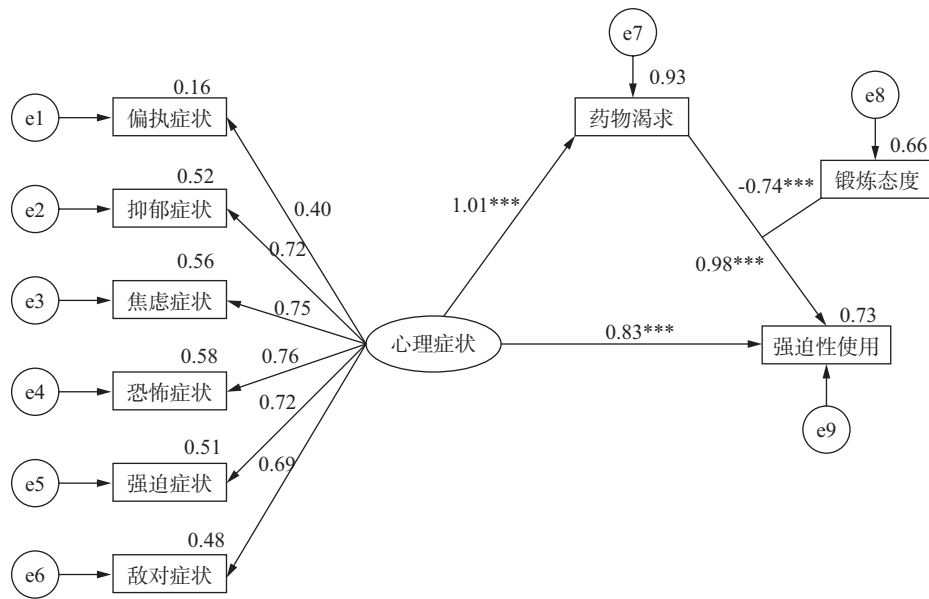 e7
0.93
药物渴求
e8
0.66
锻炼态度
0.16
e1
偏执症状
0.52
e2
抑郁症状
0.56
e3
焦虑症状
0.58
e4
恐怖症状
0.51
e5
强迫症状
0.48
e6
敌对症状
0.40
0.72
0.75
0.76
0.72
0.69
心理症状
1.01***
-0.74***
0.98***
0.83***
0.73
强迫性使用
e9